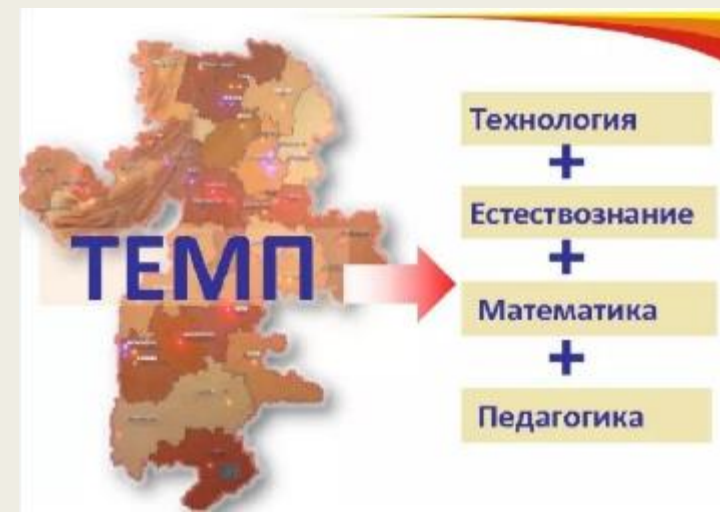 ТЕМП
Технология
+
Естествознание
+
Математика
+
Педагогика